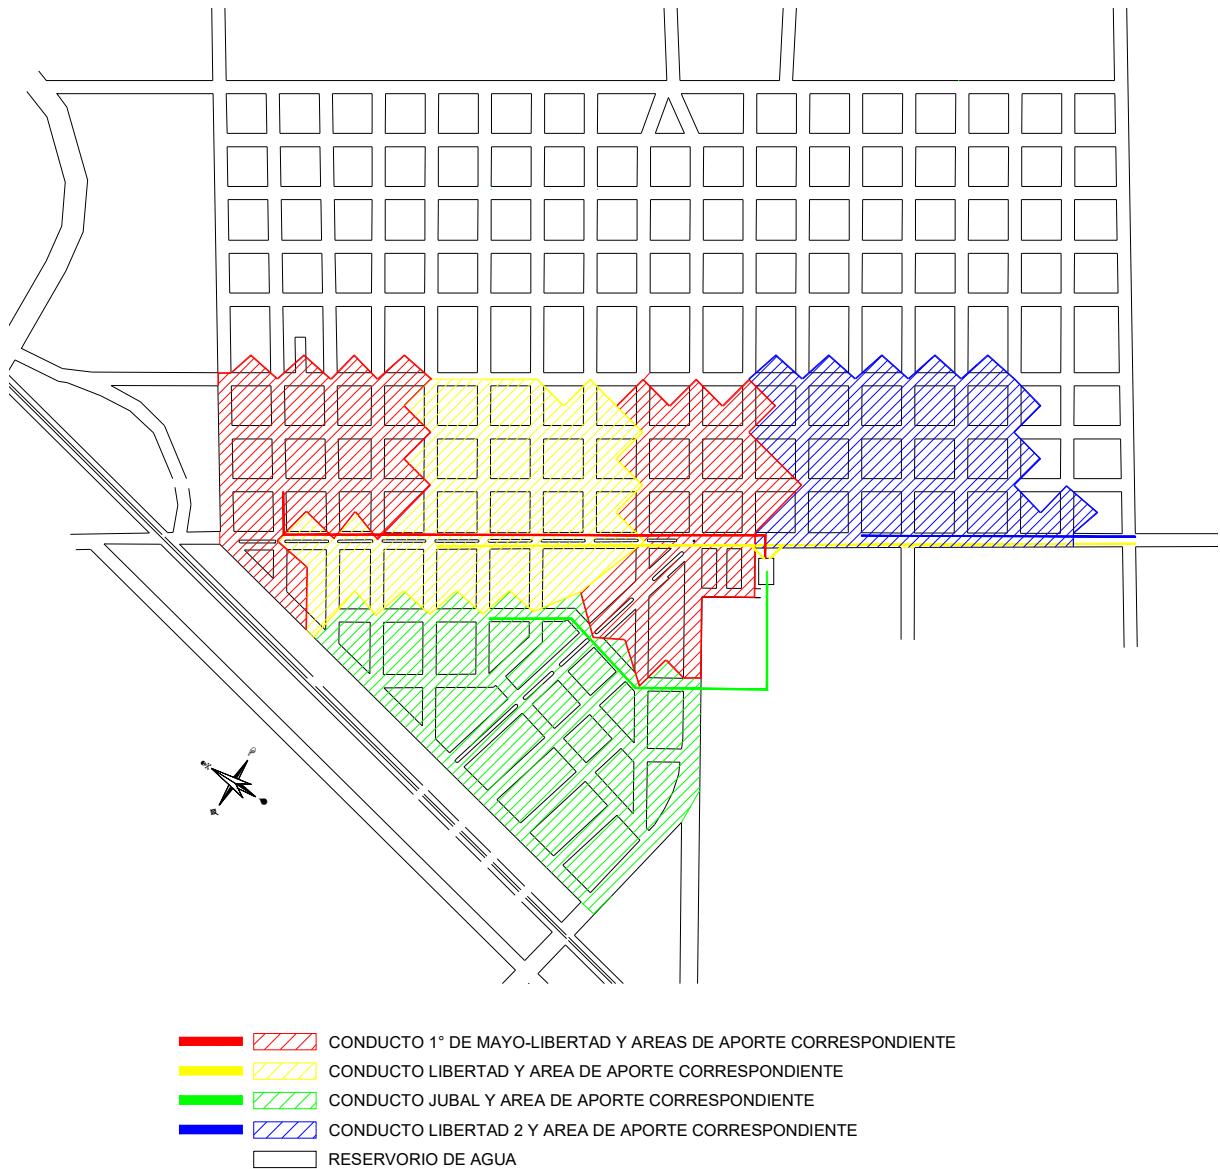 CONDUCTO 1° DE MAYO-LIBERTAD Y AREAS DE APORTE CORRESPONDIENTE
CONDUCTO LIBERTAD Y AREA DE APORTE CORRESPONDIENTE
CONDUCTO JUBAL Y AREA DE APORTE CORRESPONDIENTE
CONDUCTO LIBERTAD 2 Y AREA DE APORTE CORRESPONDIENTE
RESERVORIO DE AGUA